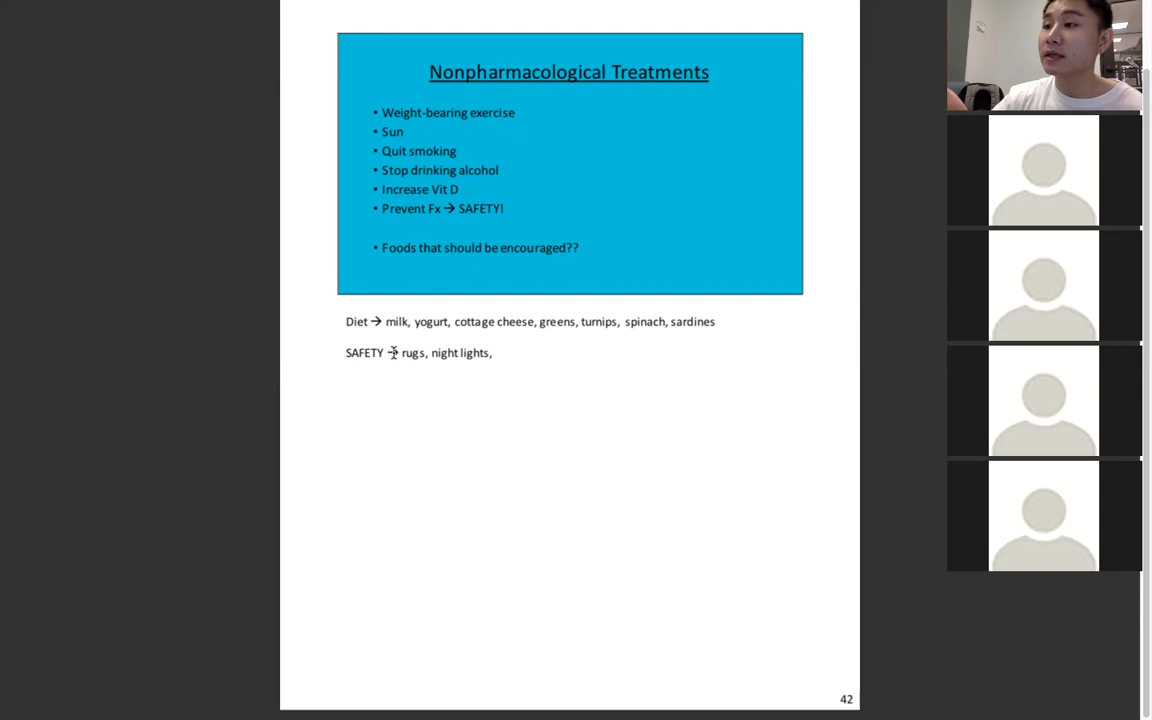 Nonpharmacological Treatments
• Weight-bearing exercise
• Sun
• Quit smoking
• Stop drinking alcohol
• Increase Vit D
• Prevent Fx → SAFETY!
• Foods that should be encouraged??
Diet → milk, yogurt, cottage cheese, greens, turnips, spinach, sardines
SAFETY → rugs, night lights,
42